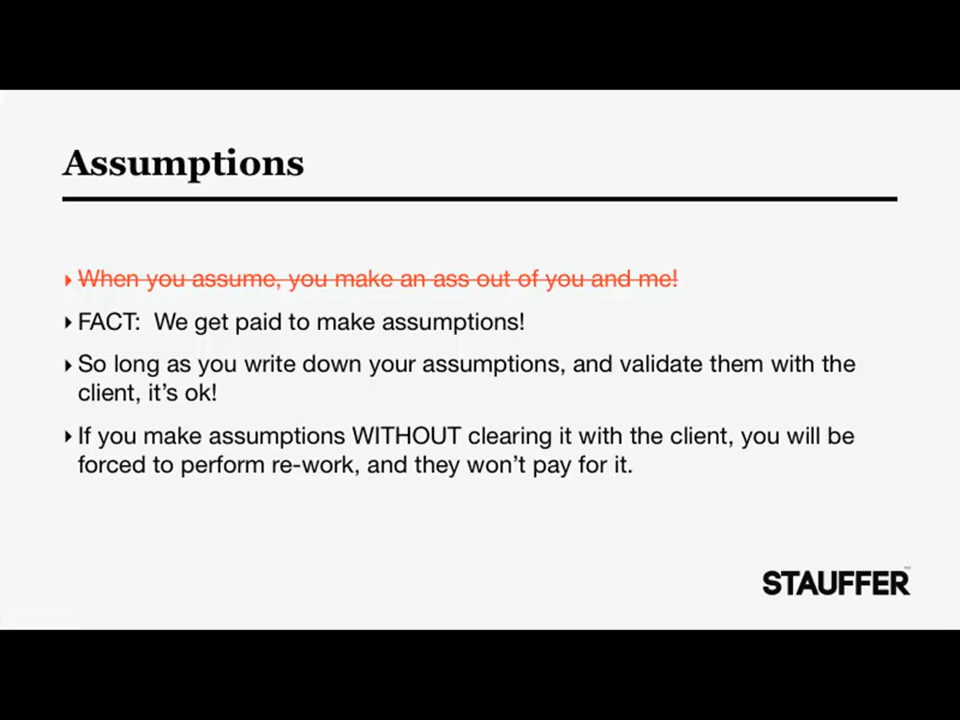 Assumptions
When you assume, you make an ass out of you and me!
FACT:  We get paid to make assumptions!
So long as you write down your assumptions, and validate them with the
client, it's ok!
If you make assumptions WITHOUT clearing it with the client, you will be
forced to perform re-work, and they won't pay for it.
STAUFFER™